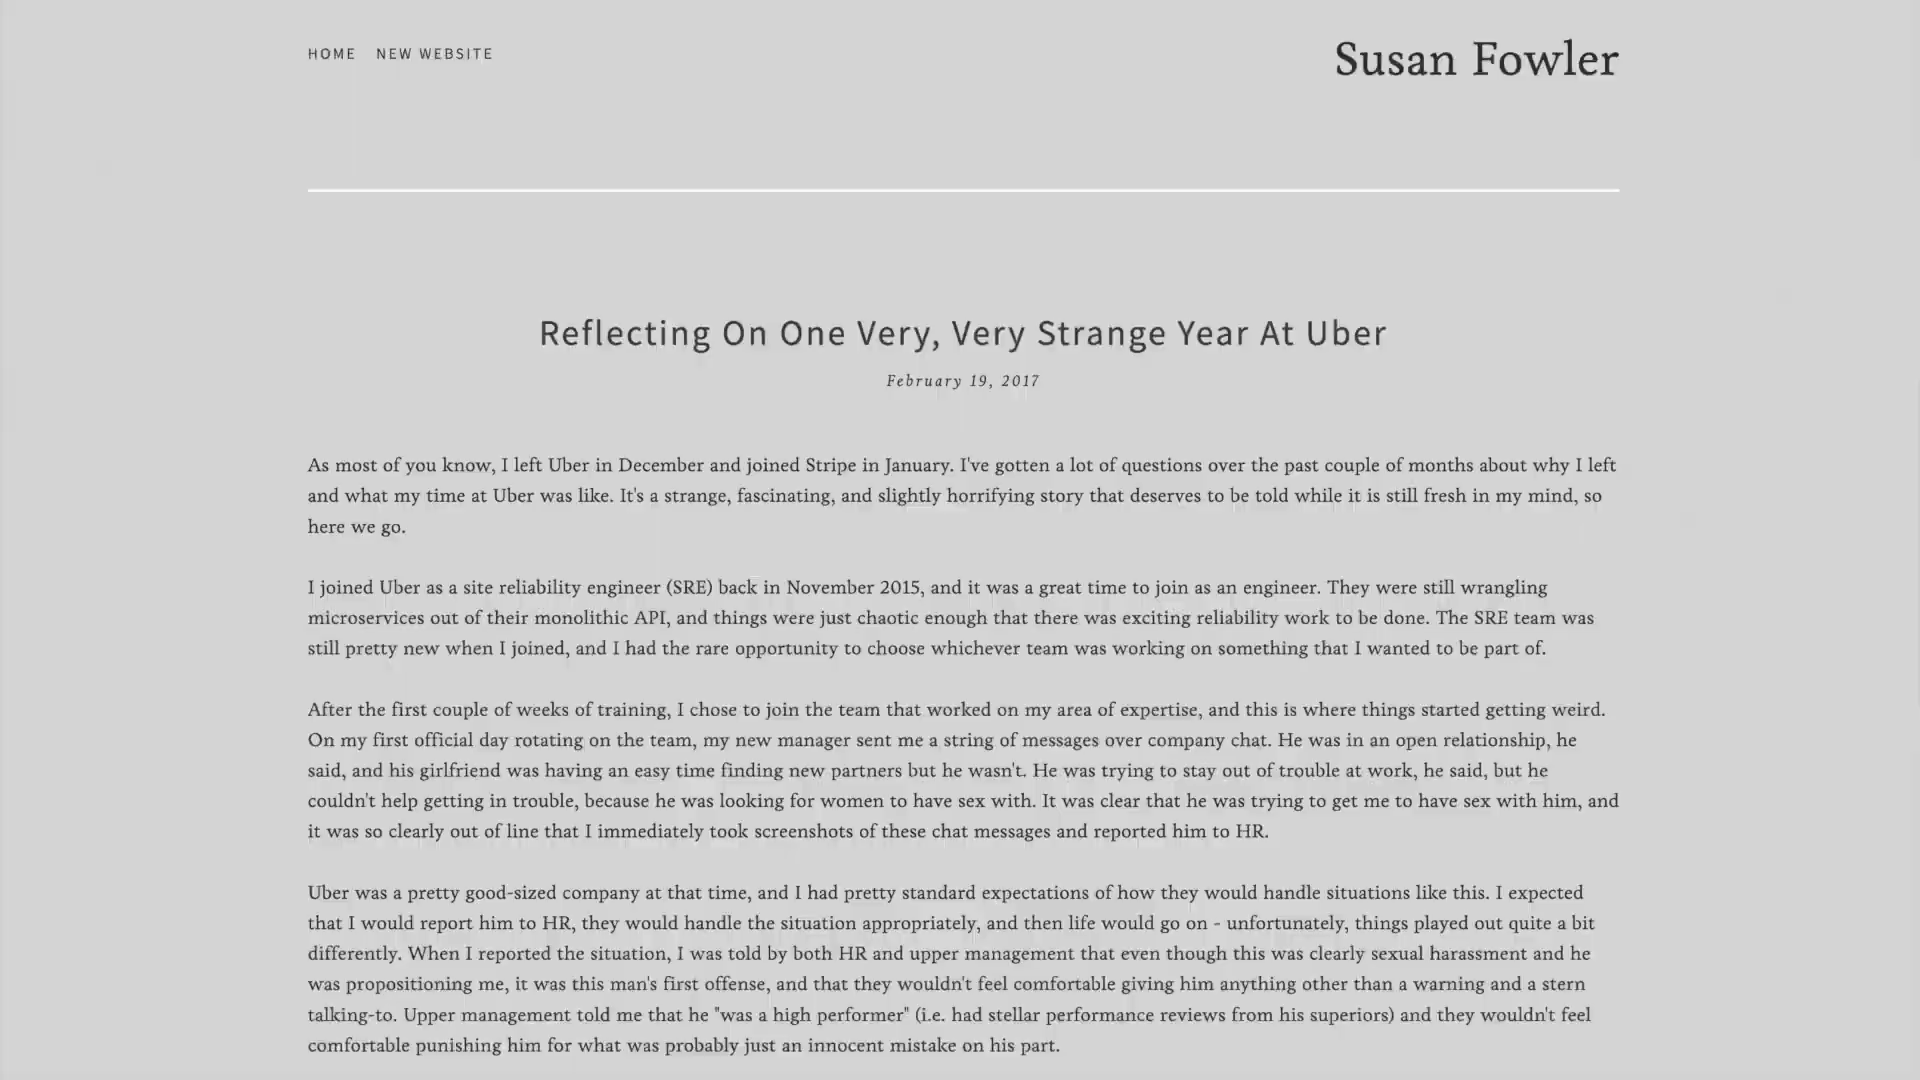 HOME NEW WEBSITE
Susan Fowler
Reflecting On One Very, Very Strange Year At Uber
February 19, 2017
As most of you know, I left Uber in December and joined Stripe in January. I've gotten a lot of questions over the past couple of months about why I left
and what my time at Uber was like. It's a strange, fascinating, and slightly horrifying story that deserves to be told while it is still fresh in my mind, so
here we go.
I joined Uber as a site reliability engineer (SRE) back in November 2015, and it was a great time to join as an engineer. They were still wrangling
microservices out of their monolithic API, and things were just chaotic enough that there was exciting reliability work to be done. The SRE team was
still pretty new when I joined, and I had the rare opportunity to choose whichever team was working on something that I wanted to be part of.
After the first couple of weeks of training, I chose to join the team that worked on my area of expertise, and this is where things started getting weird.
On my first official day rotating on the team, my new manager sent me a string of messages over company chat. He was in an open relationship, he
said, and his girlfriend was having an easy time finding new partners but he wasn't. He was trying to stay out of trouble at work, he said, but he
couldn't help getting in trouble, because he was looking for women to have sex with. It was clear that he was trying to get me to have sex with him, and
it was so clearly out of line that I immediately took screenshots of these chat messages and reported him to HR.
Uber was a pretty good-sized company at that time, and I had pretty standard expectations of how they would handle situations like this. I expected
that I would report him to HR, they would handle the situation appropriately, and then life would go on - unfortunately, things played out quite a bit
differently. When I reported the situation, I was told by both HR and upper management that even though this was clearly sexual harassment and he
was propositioning me, it was this man's first offense, and that they wouldn't feel comfortable giving him anything other than a warning and a stern
talking-to. Upper management told me that he "was a high performer" (i.e. had stellar performance reviews from his superiors) and they wouldn't feel
comfortable punishing him for what was probably just an innocent mistake on his part.